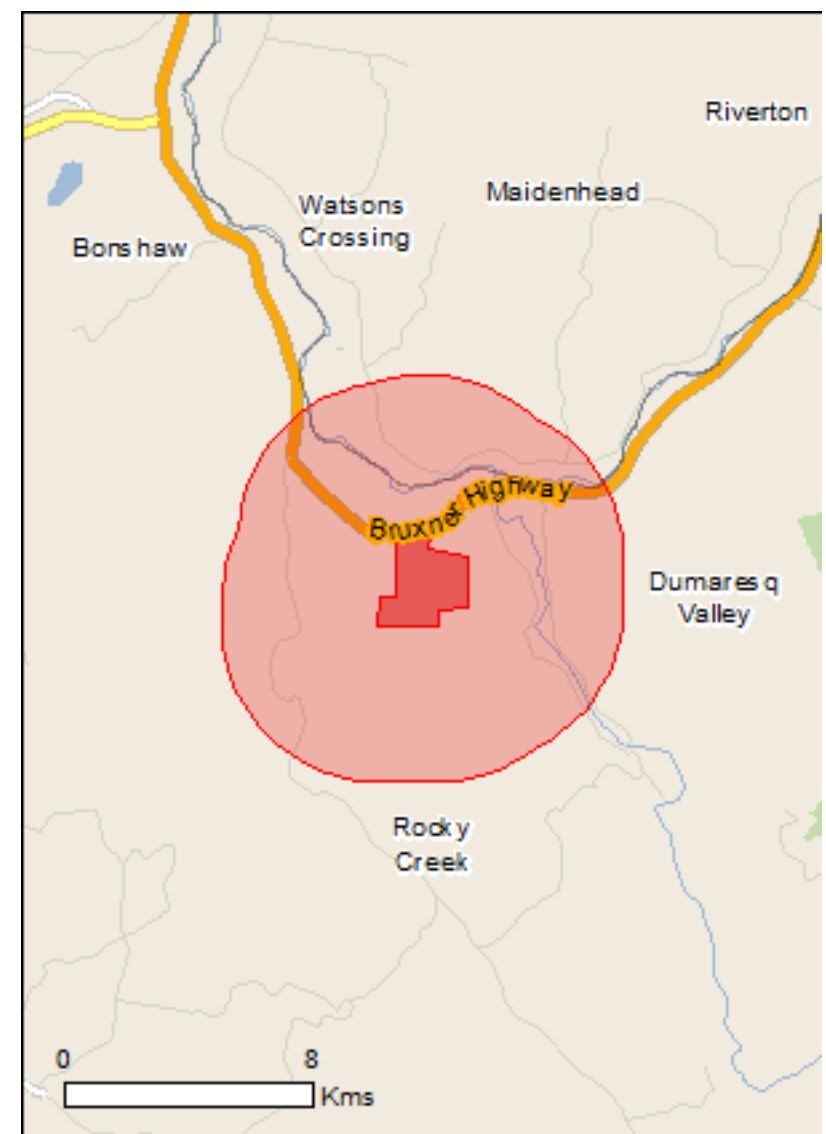 Riverton
Maidenhead
Watsons
Crossing
Bonshaw
Bruxner Highway
Dumaresq
Valley
Rocky
Creek
0 8
Kms